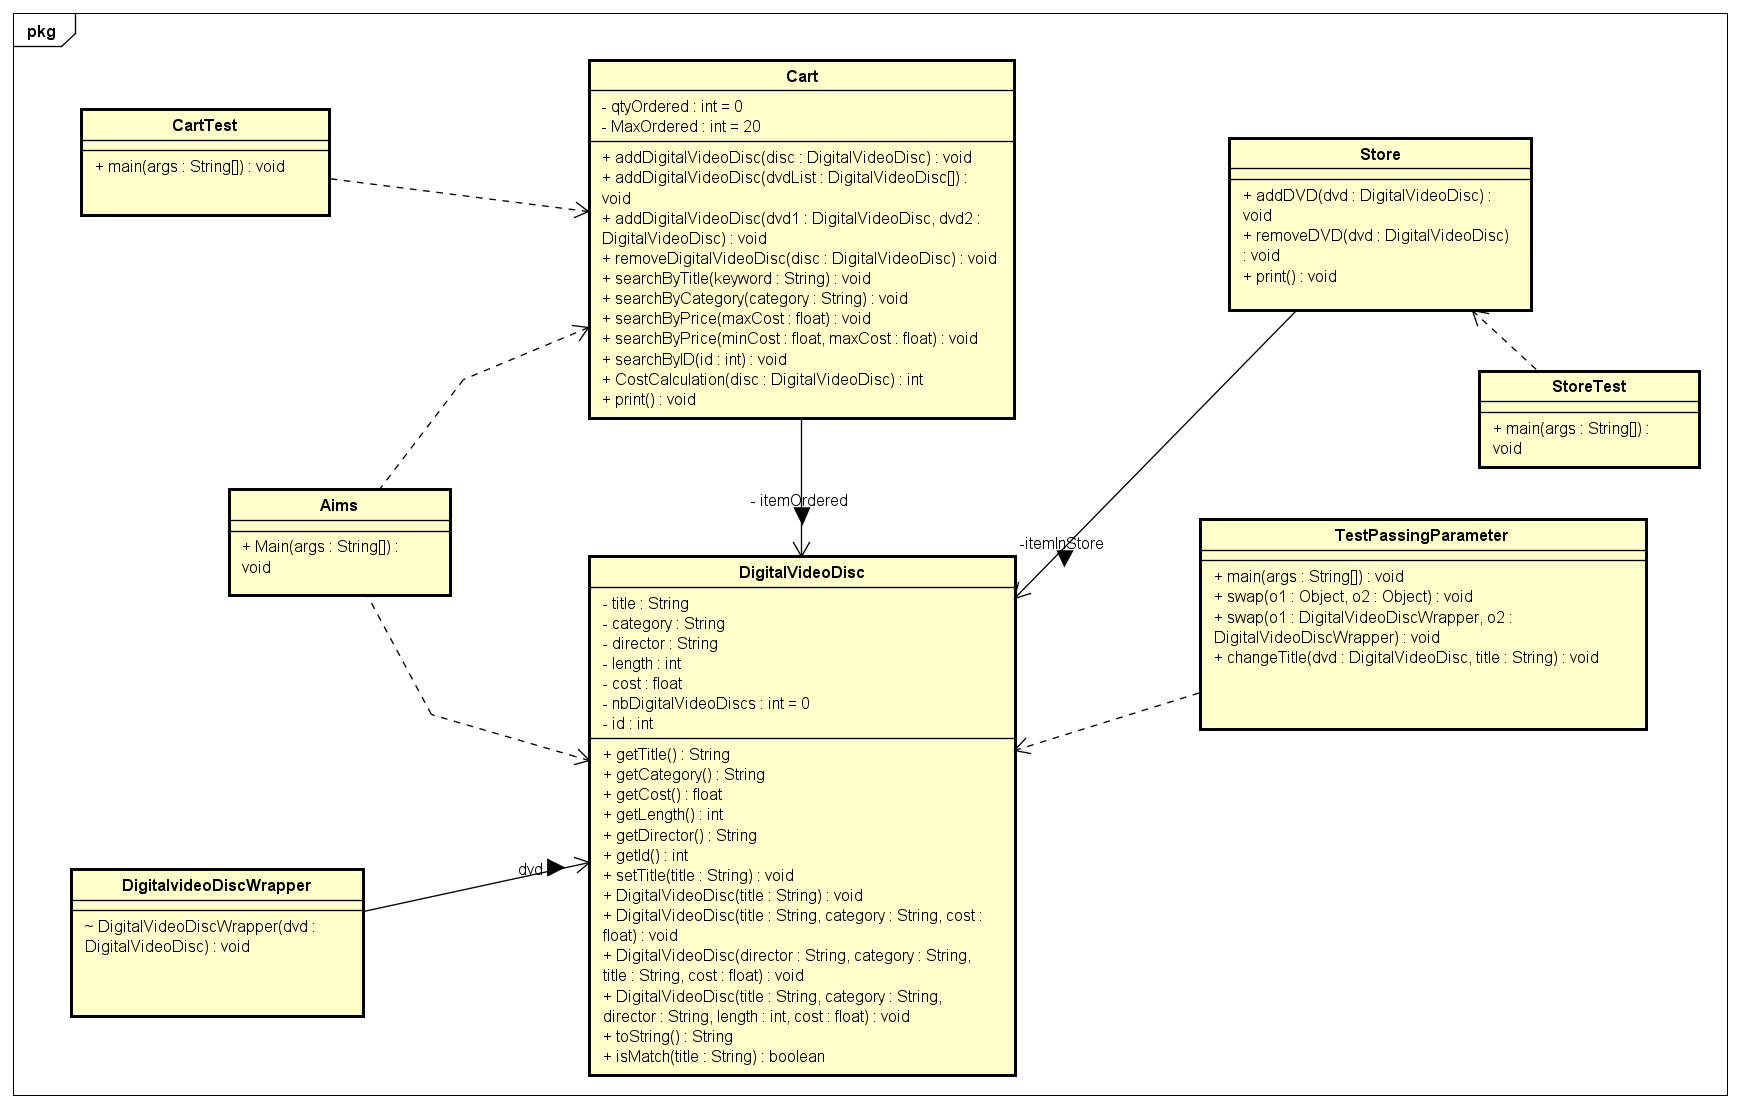 pkg
Cart
- qtyOrdered : int = 0
- MaxOrdered : int = 20
+ addDigitalVideoDisc(disc : DigitalVideoDisc) : void
+ addDigitalVideoDisc(dvdList : DigitalVideoDisc[]) :
void
+ addDigitalVideoDisc(dvd1 : DigitalVideoDisc, dvd2 :
DigitalVideoDisc) : void
+ removeDigitalVideoDisc(disc : DigitalVideoDisc) : void
+ searchByTitle(keyword : String) : void
+ searchByCategory(category : String) : void
+ searchByPrice(maxCost : float) : void
+ searchByPrice(minCost : float, maxCost : float) : void
+ searchByID(id : int) : void
+ CostCalculation(disc : DigitalVideoDisc) : int
+ print() : void
CartTest
+ main(args : String[]) : void
Store
+ addDVD(dvd : DigitalVideoDisc) :
void
+ removeDVD(dvd : DigitalVideoDisc)
: void
+ print() : void
StoreTest
+ main(args : String[]) :
void
Aims
+ Main(args : String[]) :
void
- itemOrdered
-itemInStore
TestPassingParameter
+ main(args : String[]) : void
+ swap(o1 : Object, o2 : Object) : void
+ swap(o1 : DigitalVideoDiscWrapper, o2 :
DigitalVideoDiscWrapper) : void
+ changeTitle(dvd : DigitalVideoDisc, title : String) : void
DigitalVideoDisc
- title : String
- category : String
- director : String
- length : int
- cost : float
- nbDigitalVideoDiscs : int = 0
- id : int
+ getTitle() : String
+ getCategory() : String
+ getCost() : float
+ getLength() : int
+ getDirector() : String
+ getId() : int
+ setTitle(title : String) : void
+ DigitalVideoDisc(title : String) : void
+ DigitalVideoDisc(title : String, category : String, cost :
float) : void
+ DigitalVideoDisc(director : String, category : String,
title : String, cost : float) : void
+ DigitalVideoDisc(title : String, category : String,
director : String, length : int, cost : float) : void
+ toString() : String
+ isMatch(title : String) : boolean
dvd
DigitalvideoDiscWrapper
~ DigitalVideoDiscWrapper(dvd :
DigitalVideoDisc) : void